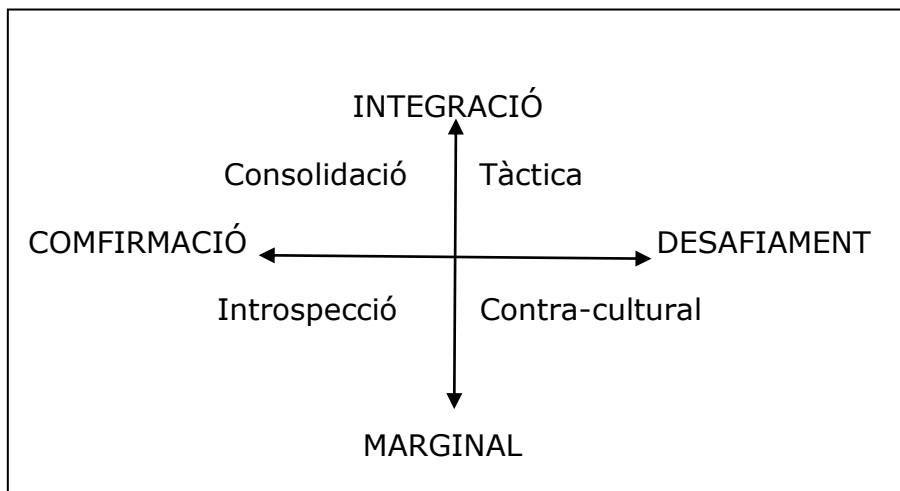 INTEGRACIÓ
Consolidació Tàctica
COMFIRMACIÓ DESAFIAMENT
Introspecció Contra-cultural
MARGINAL